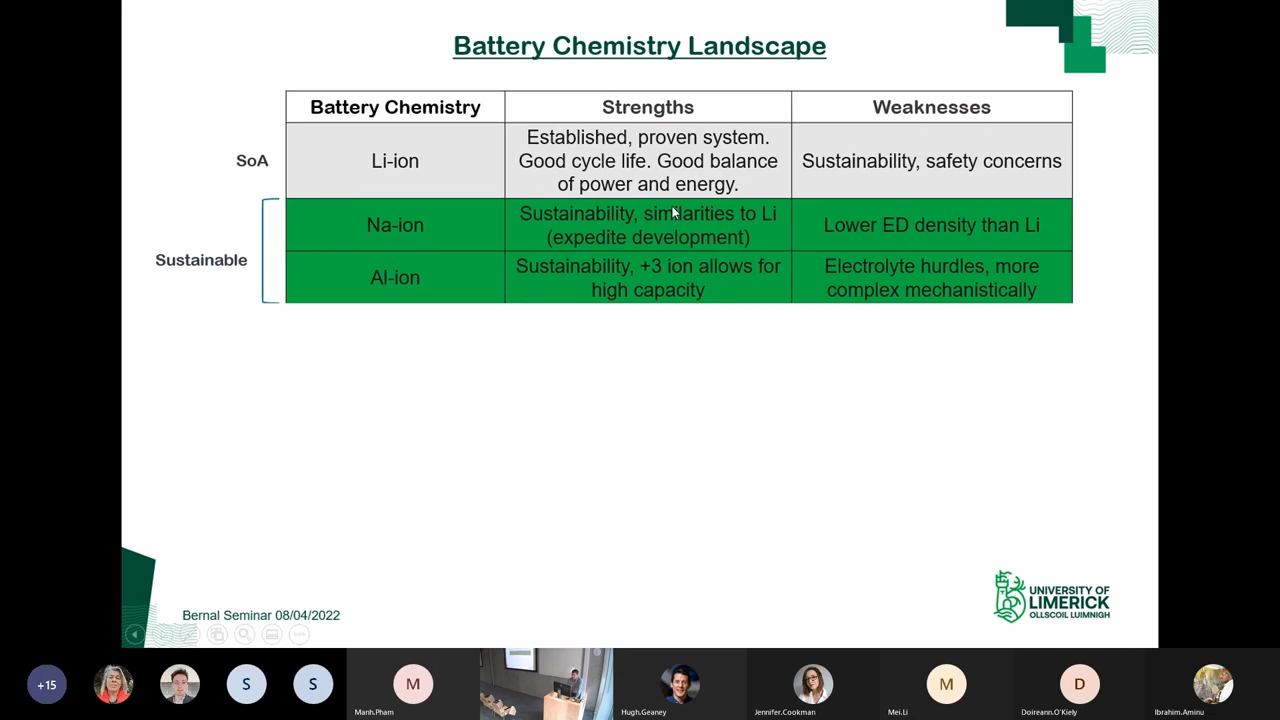 Battery Chemistry Landscape
Battery Chemistry Strengths Weaknesses
SoA
Li-ion
Established, proven system.
Good cycle life. Good balance
of power and energy.
Sustainability, safety concerns
Sustainable
Na-ion
Sustainability, similarities to Li
(expedite development)
Lower ED density than Li
Al-ion
Sustainability, +3 ion allows for
high capacity
Electrolyte hurdles, more
complex mechanistically
Bernal Seminar 08/04/2022
UNIVERSITY OF
LIMERICK
OLLSCOIL LUIMNIGH
+15
S
S
M
Manh.Pham
Hugh.Geaney
Jennifer.Cookman
M
Mei.Li
D
Doireann.O'Kiely
Ibrahim.Aminu